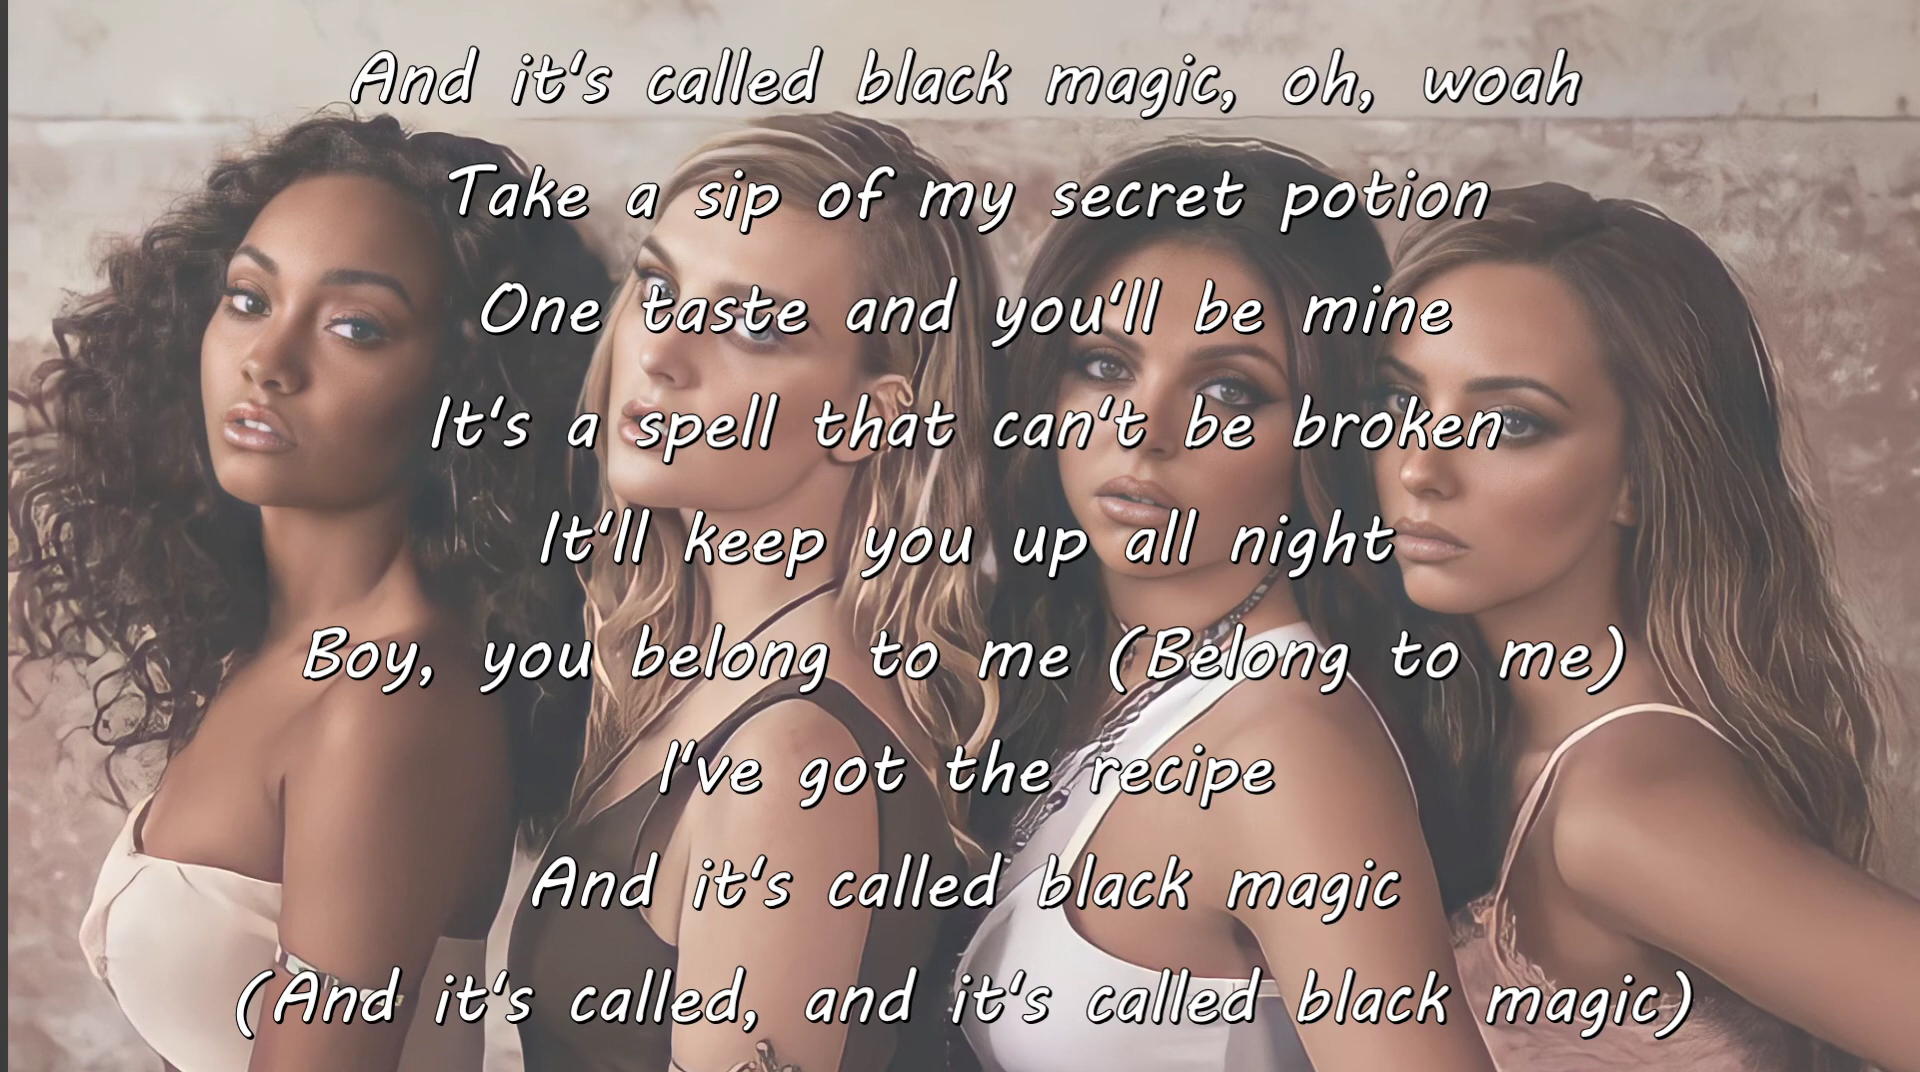 And it's called black magic, oh, woah
Take a sip of my secret potion
One taste and you'll be mine
It's a spell that can't be broken
It'll keep you up all night
Boy, you belong to me (Belong to me)
I've got the recipe
And it's called black magic
(And it's called, and it's called black magic)